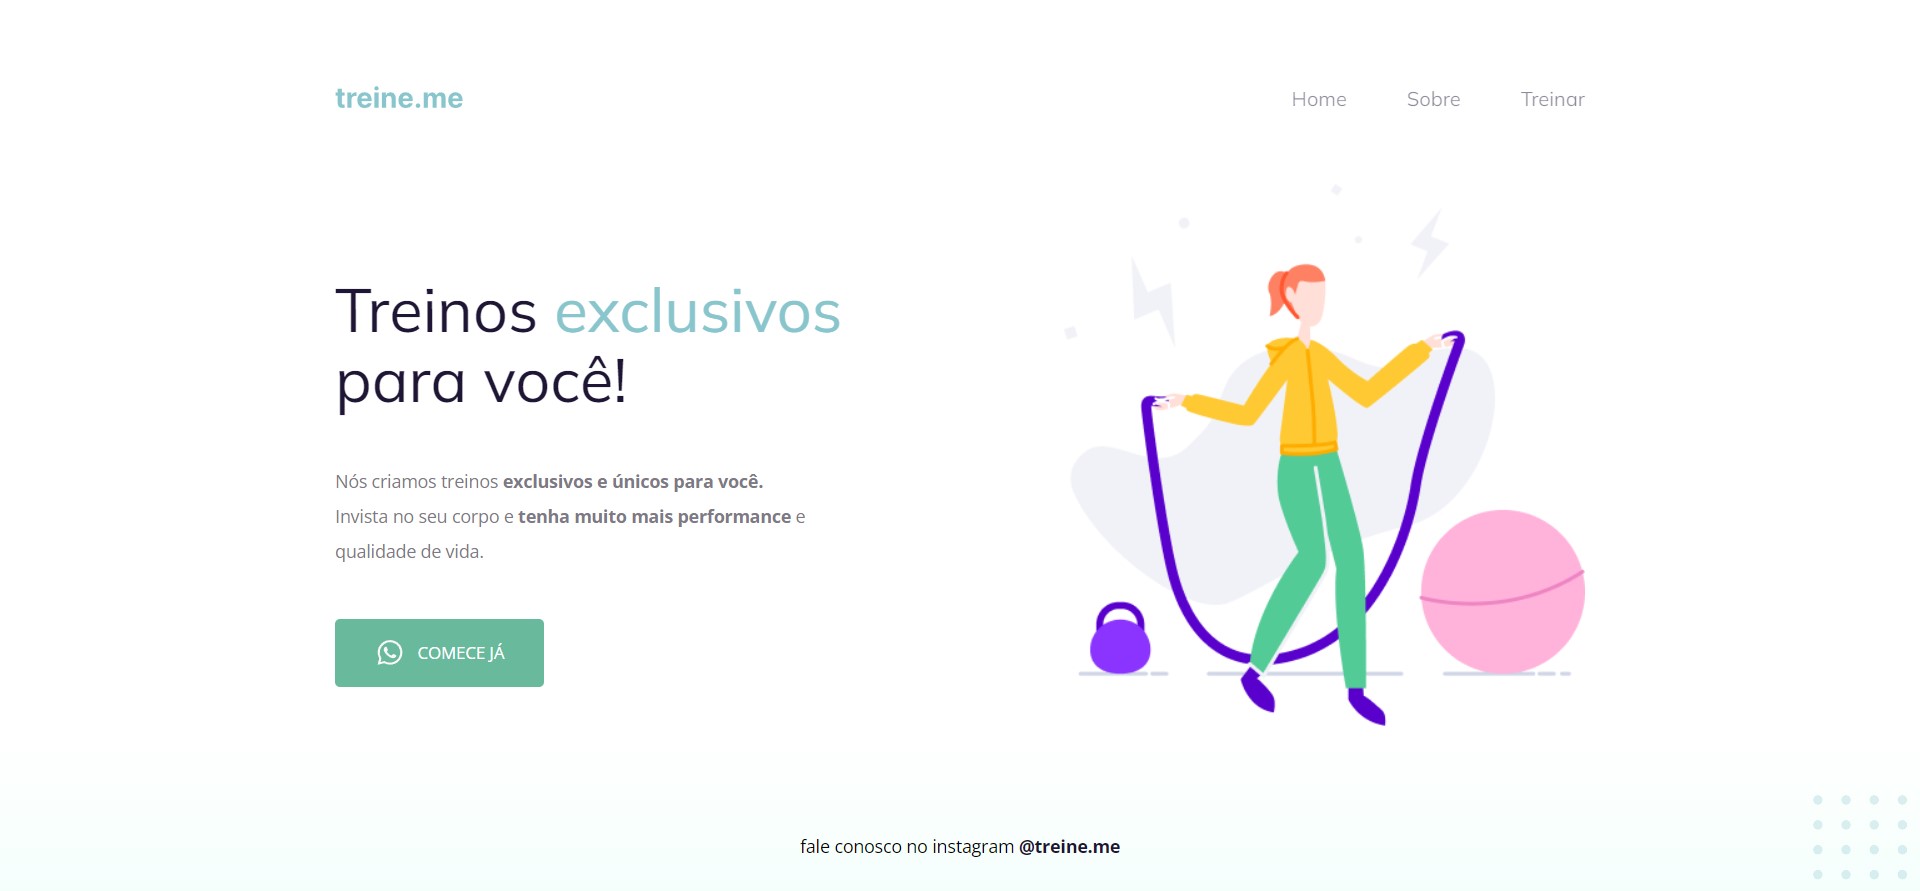 treine.me
Home
Sobre
Treinar
Treinos exclusivos
para você!
Nós criamos treinos exclusivos e únicos para você.
Invista no seu corpo e tenha muito mais performance e
qualidade de vida.
COMECE JÁ
fale conosco no instagram @treine.me